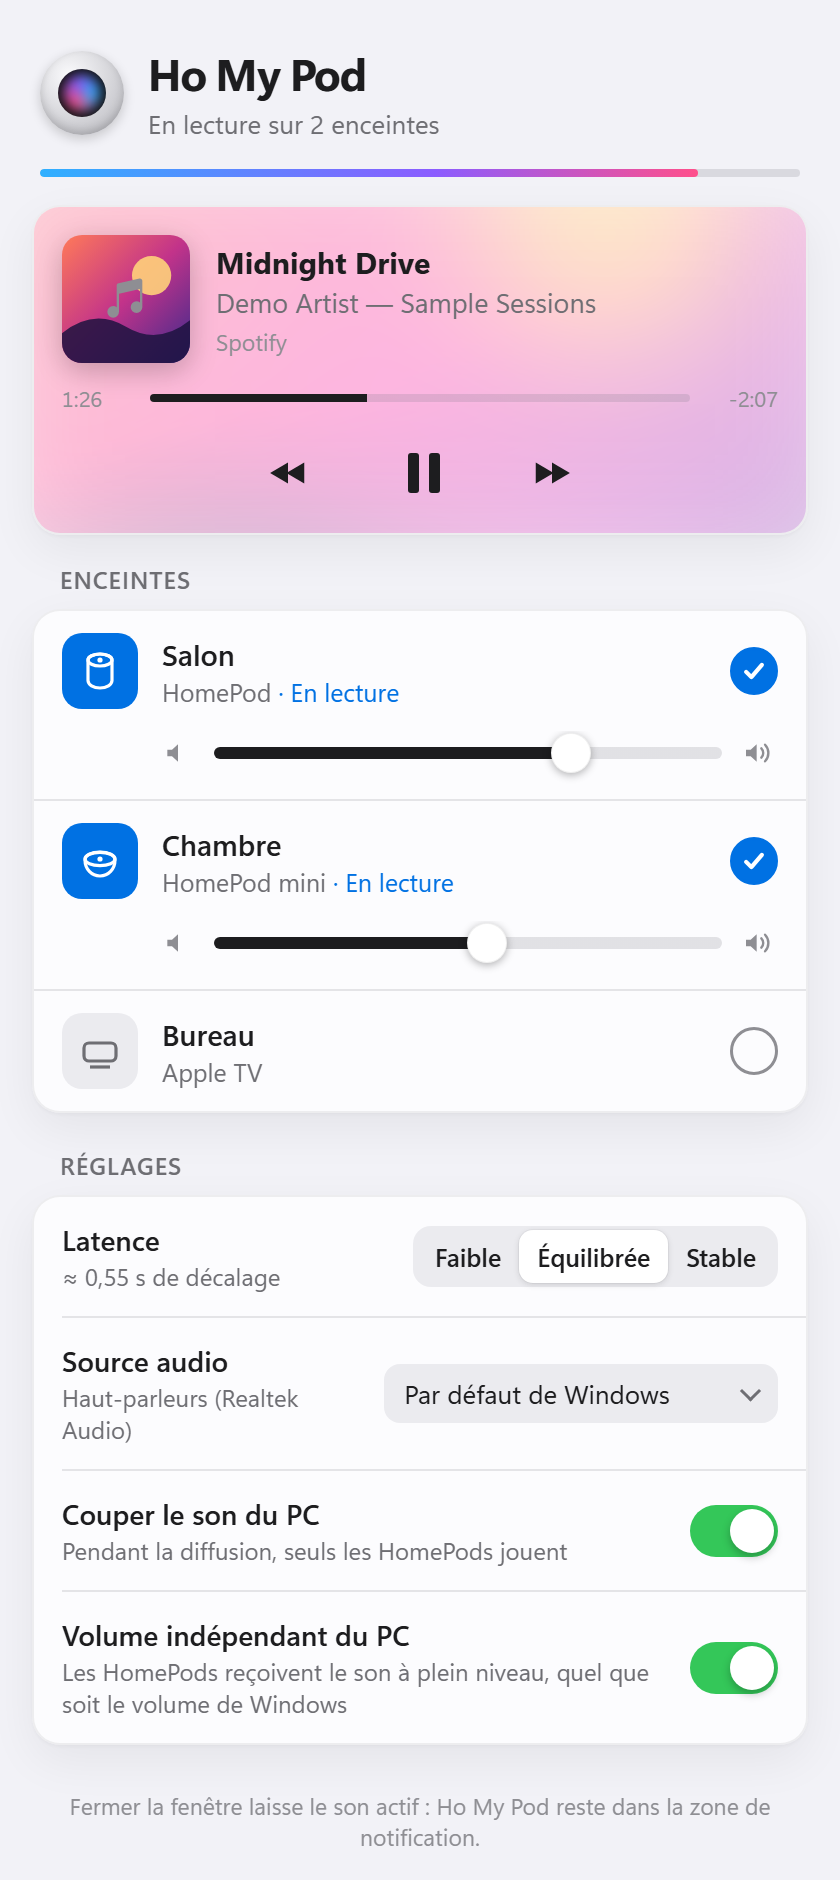 Ho My Pod
En lecture sur 2 enceintes
Midnight Drive
Demo Artist — Sample Sessions
Spotify
1:26
-2:07
ENCEINTES
Salon
HomePod · En lecture
Chambre
HomePod mini · En lecture
Bureau
Apple TV
RÉGLAGES
Latence
≈ 0,55 s de décalage
Faible
Équilibrée
Stable
Source audio
Haut-parleurs (Realtek
Audio)
Par défaut de Windows
Couper le son du PC
Pendant la diffusion, seuls les HomePods jouent
Volume indépendant du PC
Les HomePods reçoivent le son à plein niveau, quel que
soit le volume de Windows
Fermer la fenêtre laisse le son actif : Ho My Pod reste dans la zone de
notification.